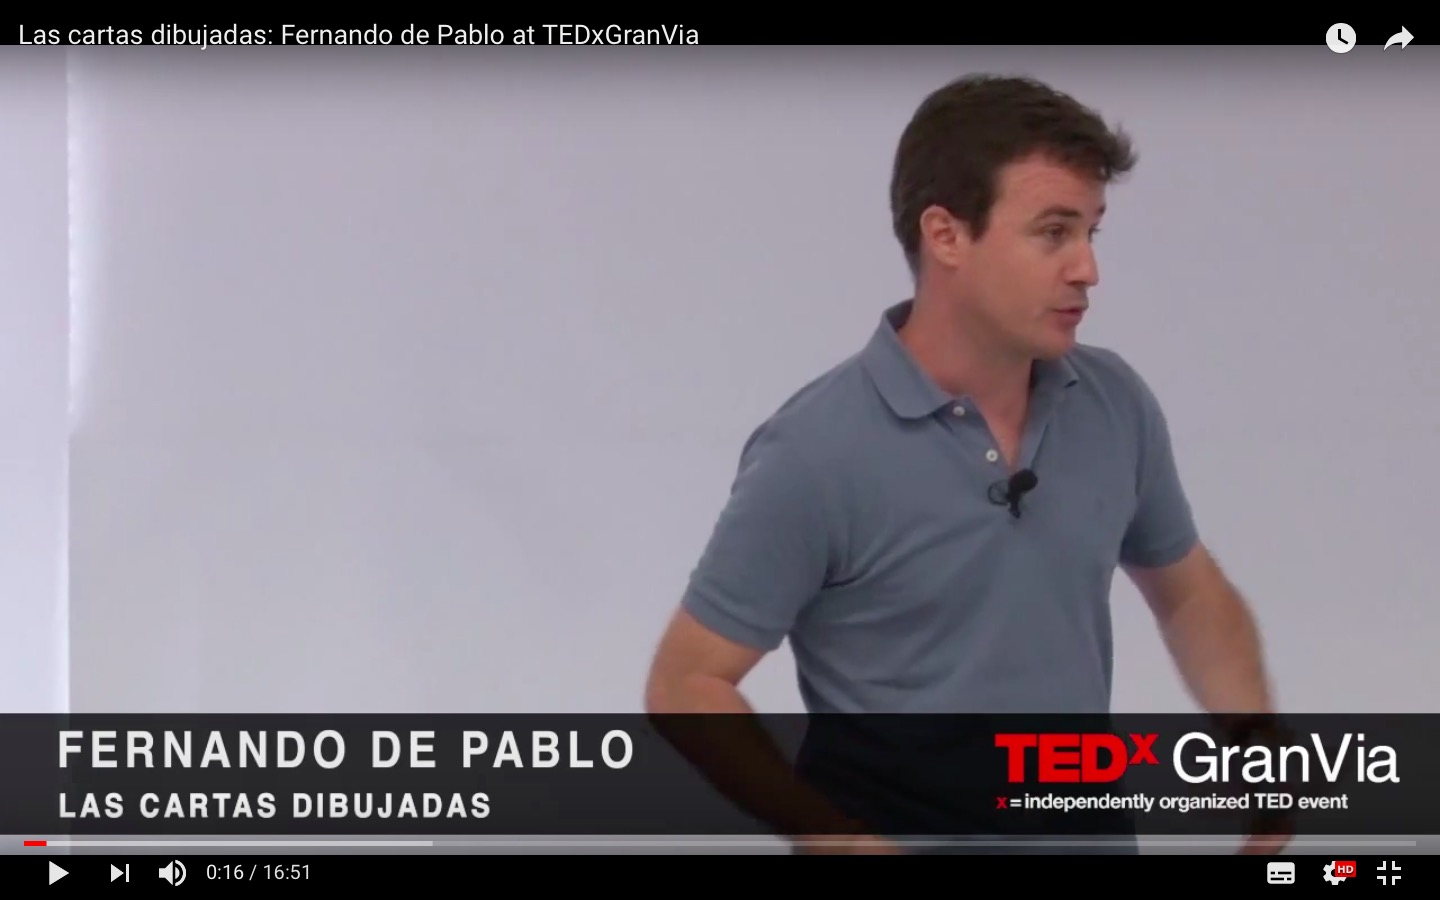 Las cartas dibujadas: Fernando de Pablo at TEDxGranVia
FERNANDO DE PABLO
LAS CARTAS DIBUJADAS
TEDx GranVia
x = independently organized TED event
0:16 / 16:51
HD